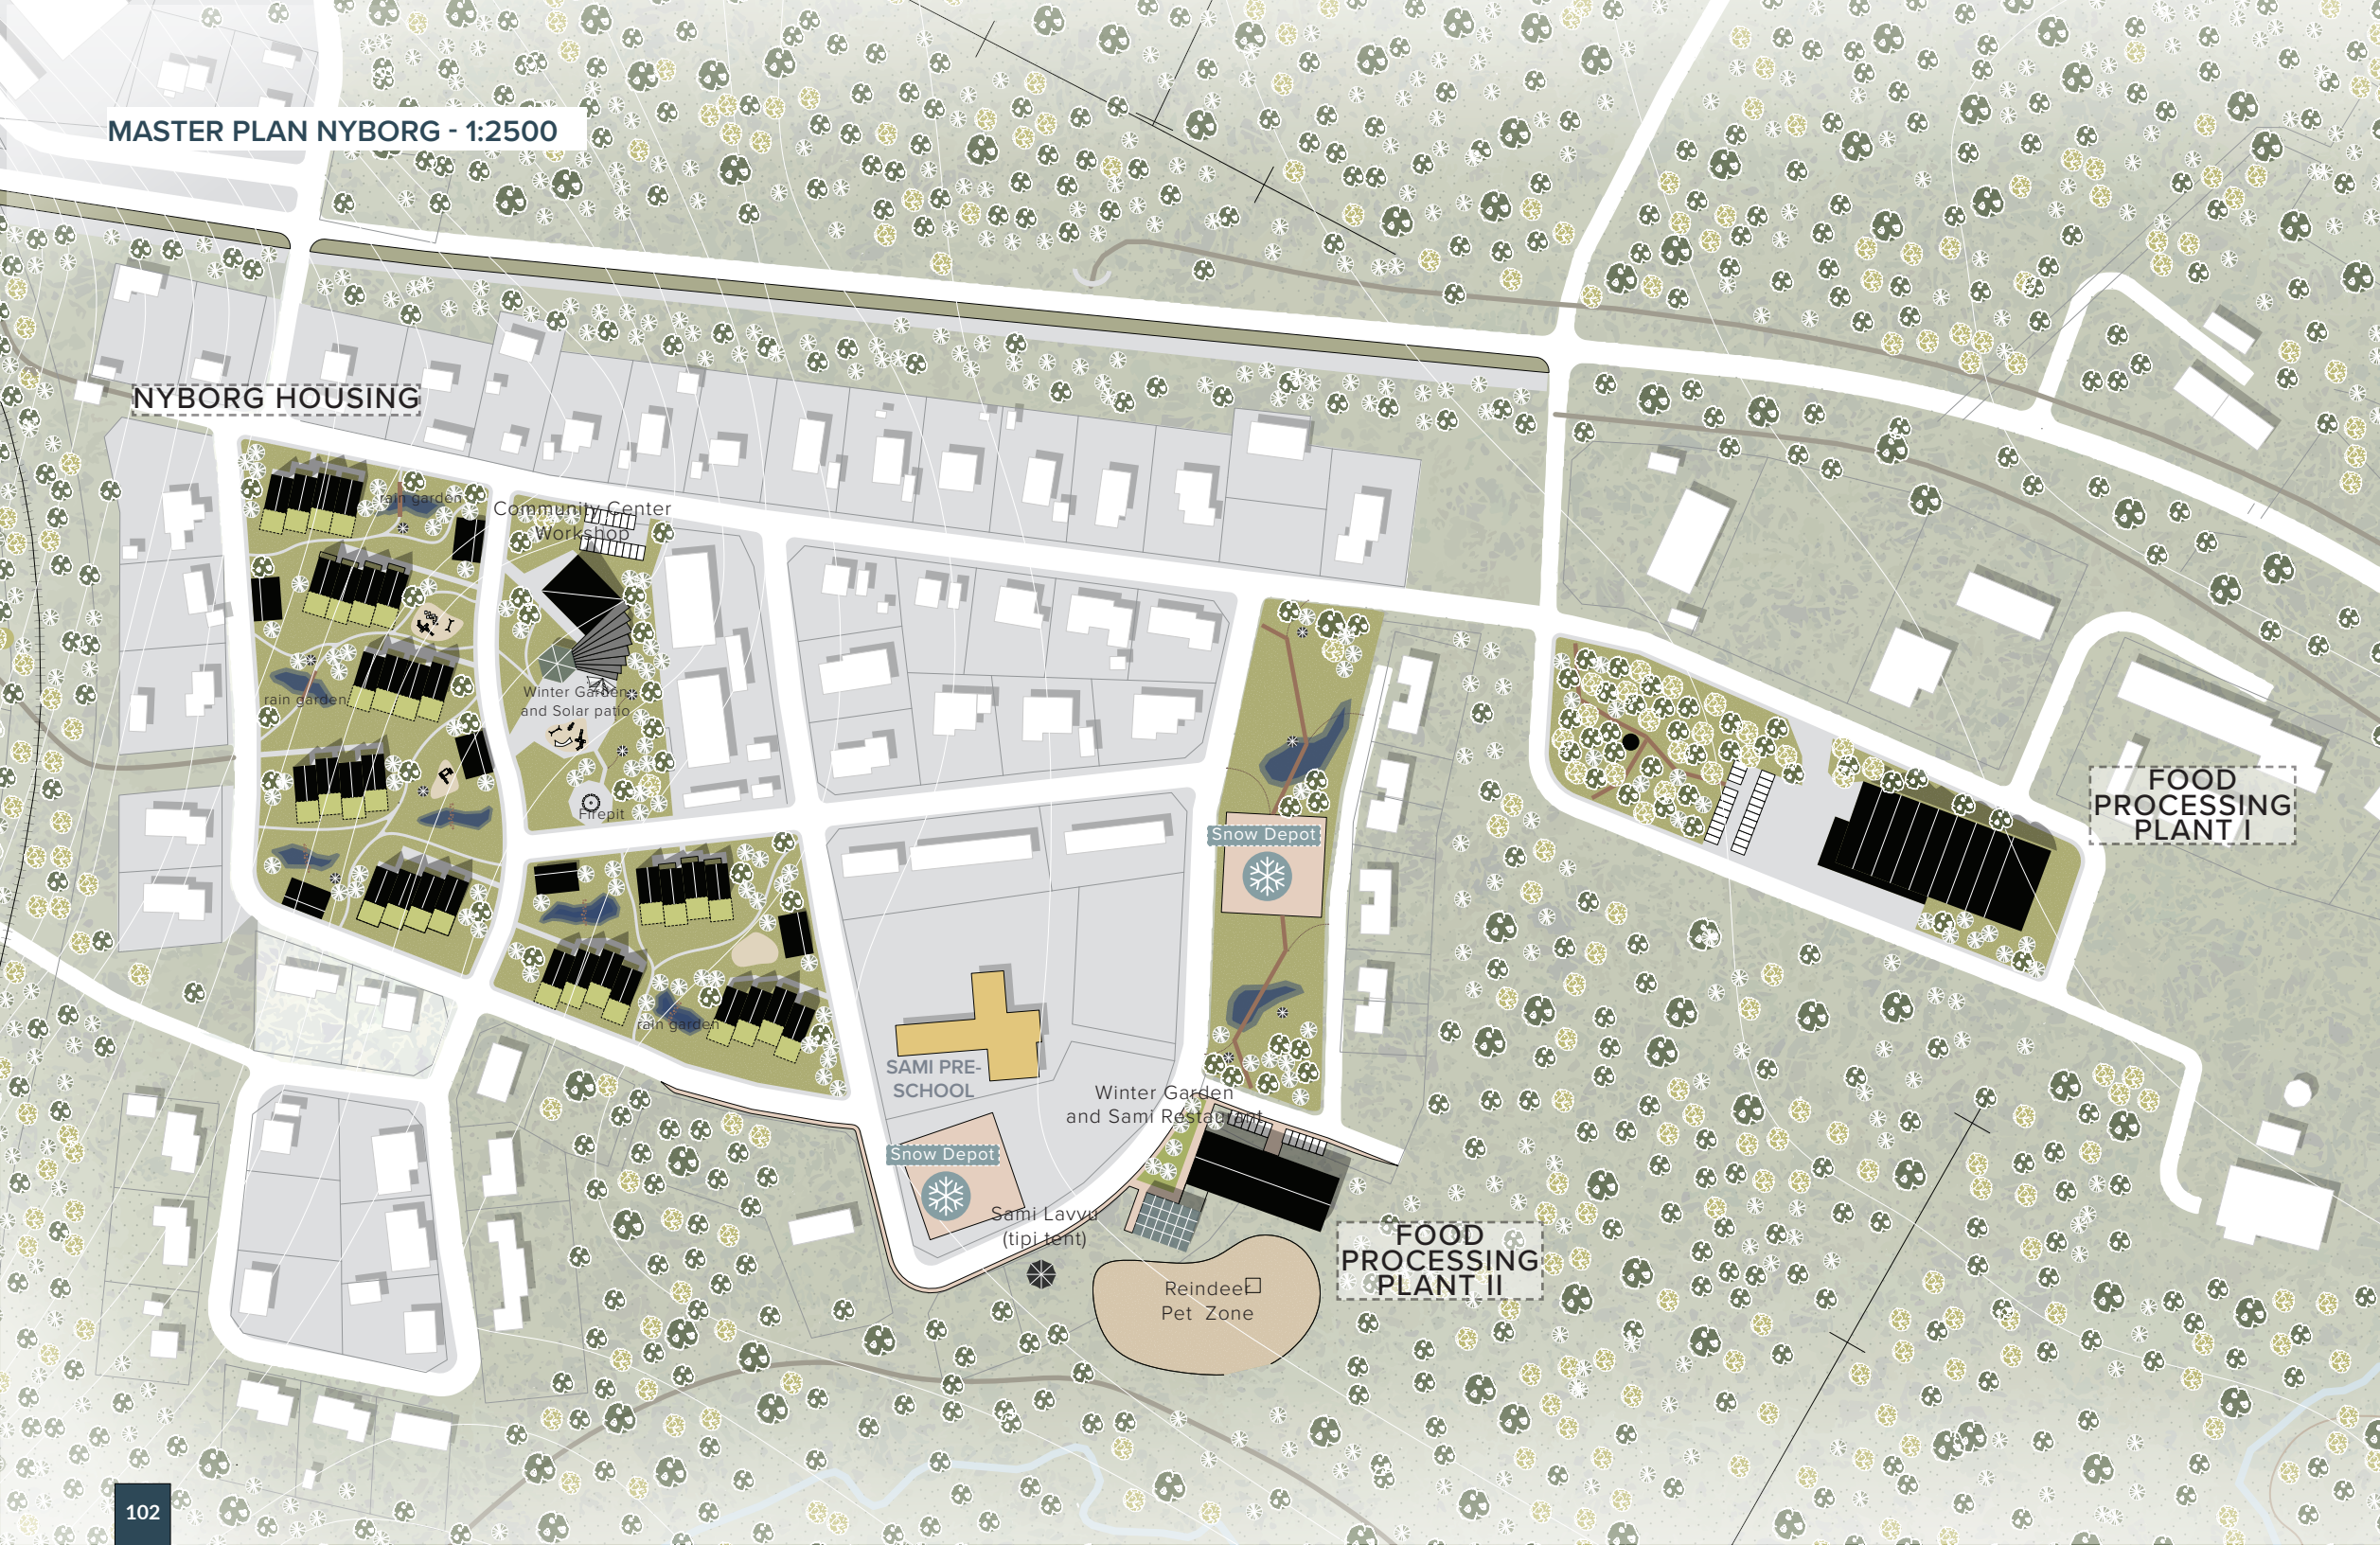 MASTER PLAN NYBORG - 1:2500
NYBORG HOUSING
rain garden
Community Center
Workshop
rain garden
Winter Garden
and Solar patio
Firepit
FOOD
PROCESSING
PLANT I
Snow Depot
rain garden
SAMI PRE-
SCHOOL
Winter Garden
and Sami Restaurant
Snow Depot
Sami Lavvu
(tipi tent)
FOOD
PROCESSING
PLANT II
Reindeer
Pet Zone
102